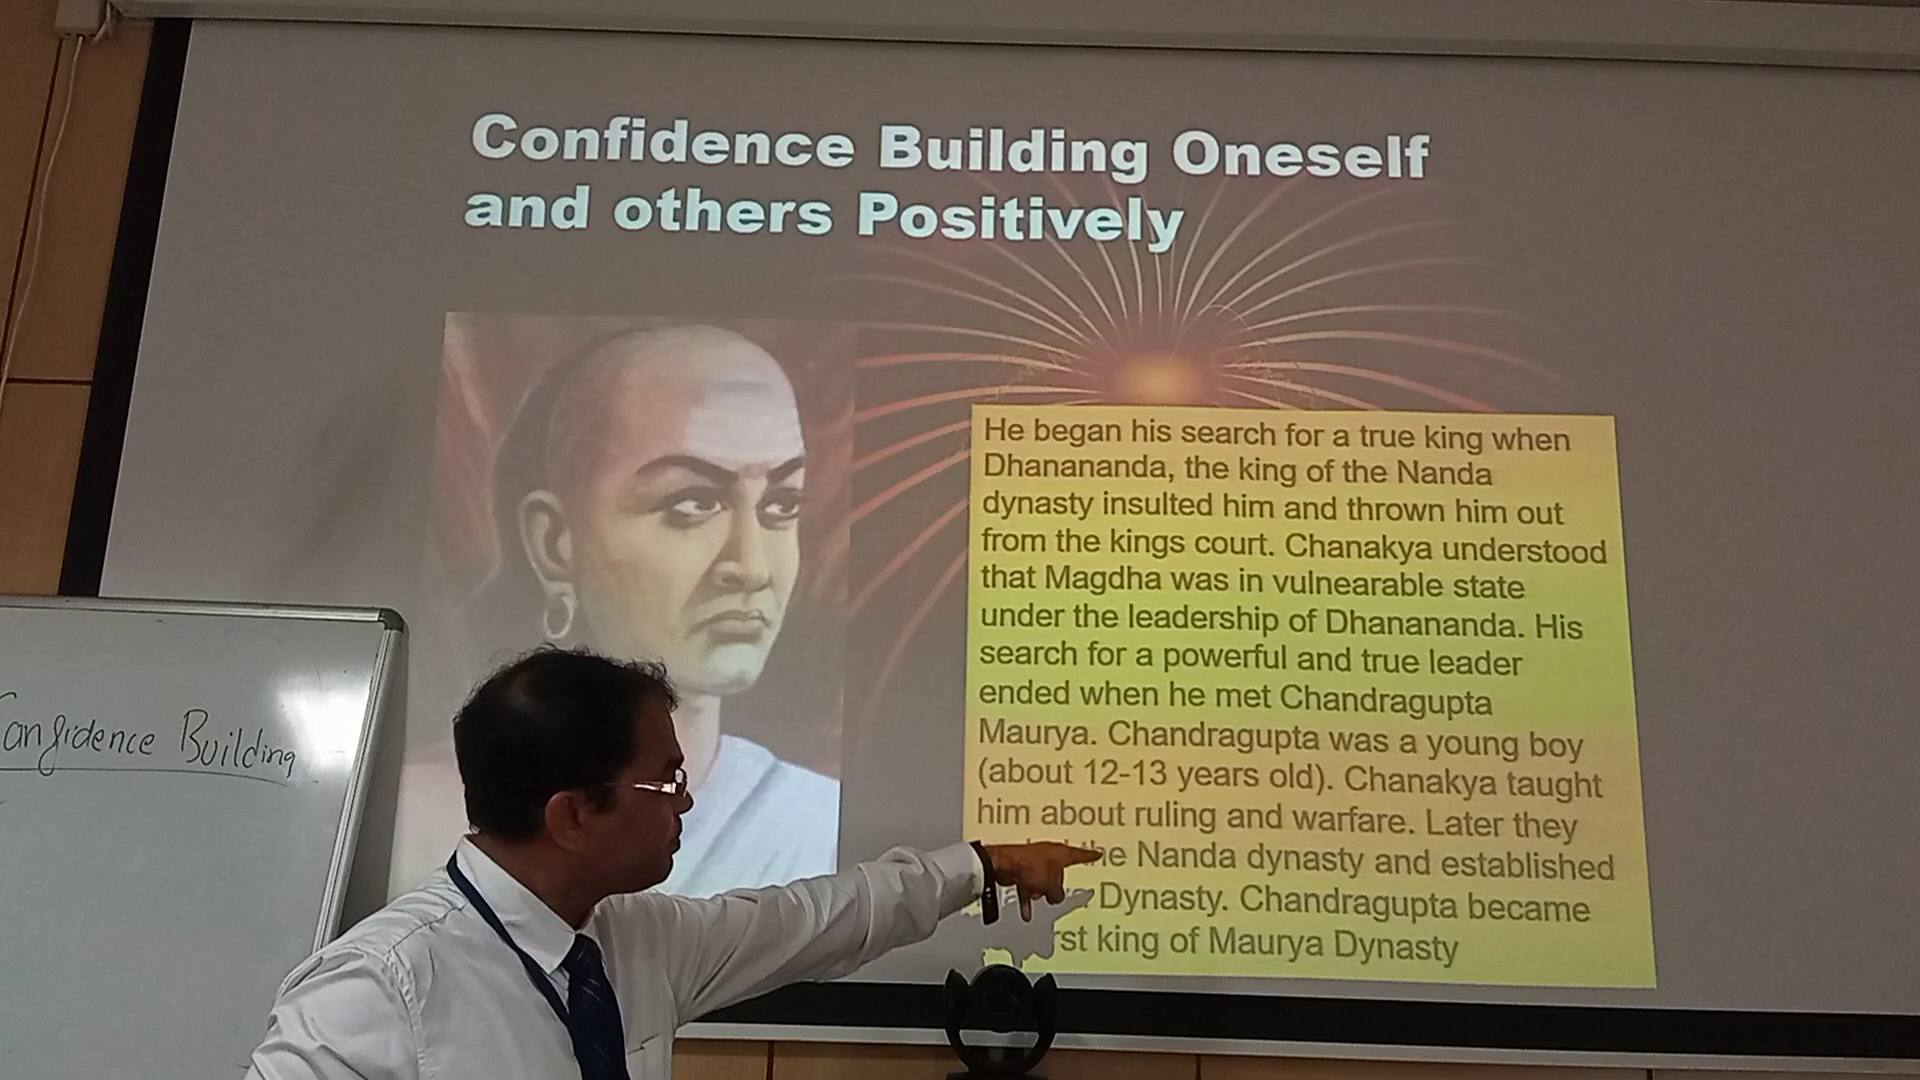 Confidence Building Oneself
and others Positively
He began his search for a true king when
Dhanananda, the king of the Nanda
dynasty insulted him and thrown him out
from the kings court. Chanakya understood
that Magdha was in vulnearable state
under the leadership of Dhanananda. His
search for a powerful and true leader
ended when he met Chandragupta
Maurya. Chandragupta was a young boy
(about 12-13 years old). Chanakya taught
him about ruling and warfare. Later they
the Nanda dynasty and established
Dynasty. Chandragupta became
king of Maurya Dynasty
Confidence Building